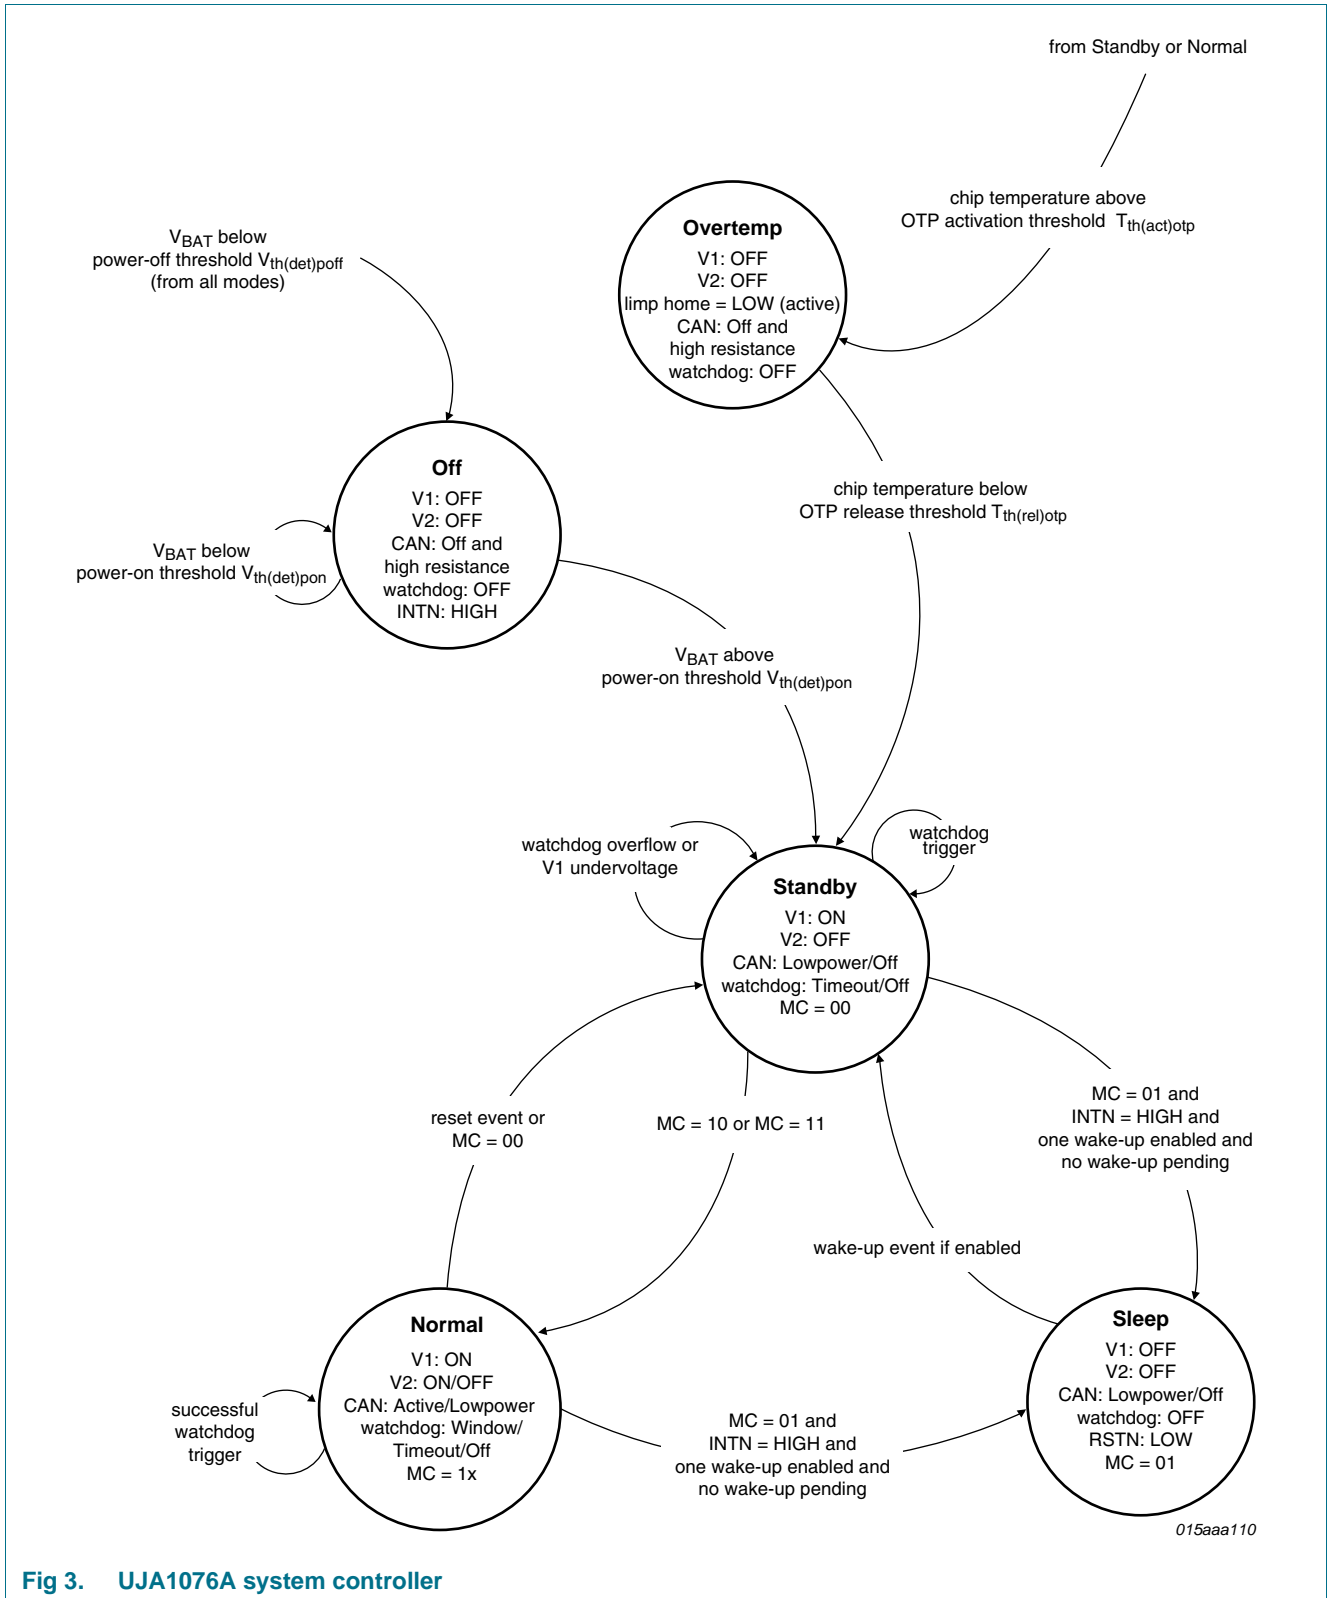 from Standby or Normal
chip temperature above
OTP activation threshold Tth(act)otp
Overtemp
V1: OFF
V2: OFF
limp home = LOW (active)
CAN: Off and
high resistance
watchdog: OFF
VBAT below
power-off threshold Vth(det)poff
(from all modes)
Off
V1: OFF
V2: OFF
CAN: Off and
high resistance
watchdog: OFF
INTN: HIGH
VBAT below
power-on threshold Vth(det)pon
chip temperature below
OTP release threshold Tth(rel)otp
VBAT above
power-on threshold Vth(det)pon
watchdog overflow or
V1 undervoltage
watchdog
trigger
Standby
V1: ON
V2: OFF
CAN: Lowpower/Off
watchdog: Timeout/Off
MC = 00
reset event or
MC = 00
MC = 10 or MC = 11
MC = 01 and
INTN = HIGH and
one wake-up enabled and
no wake-up pending
wake-up event if enabled
Normal
V1: ON
V2: ON/OFF
CAN: Active/Lowpower
watchdog: Window/
Timeout/Off
MC = 1x
successful
watchdog
trigger
MC = 01 and
INTN = HIGH and
one wake-up enabled and
no wake-up pending
Sleep
V1: OFF
V2: OFF
CAN: Lowpower/Off
watchdog: OFF
RSTN: LOW
MC = 01
015aaa110
Fig 3. UJA1076A system controller